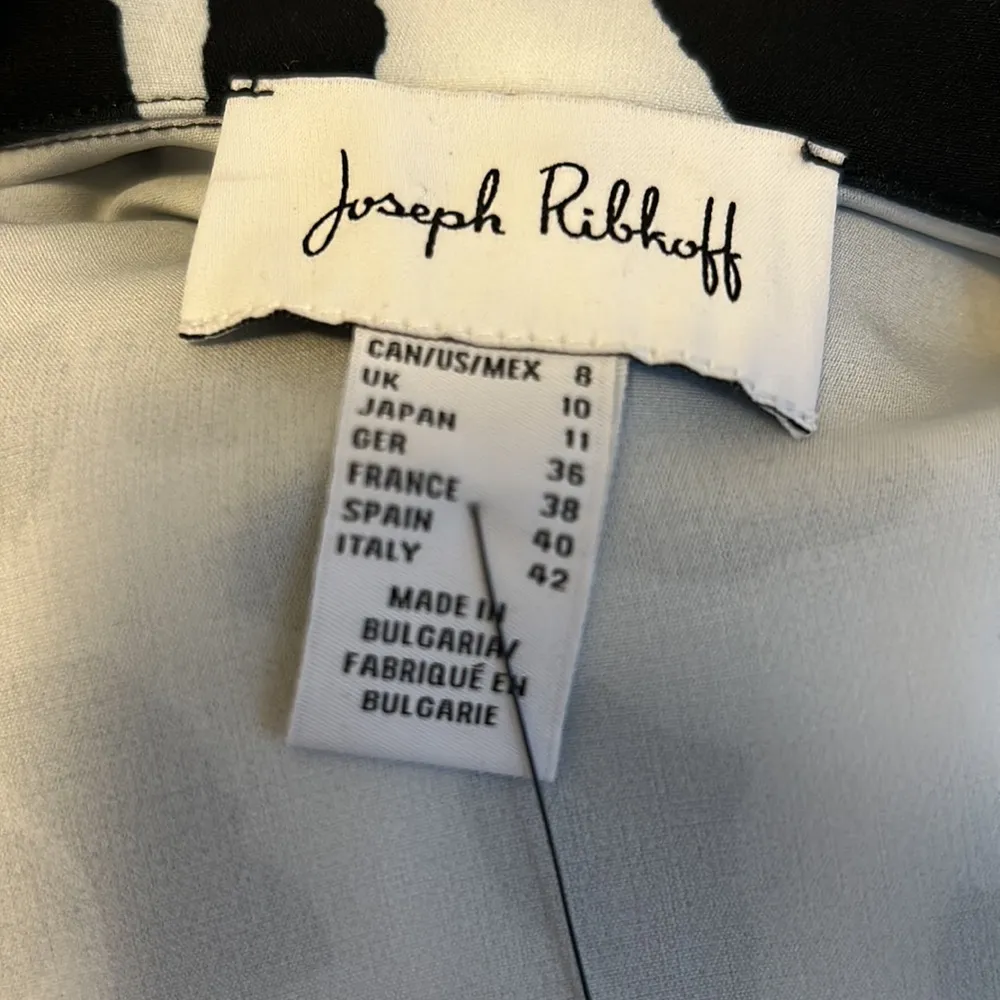 Joseph Ribkoff
CAN/US/MEX 8
UK 10
JAPAN 11
GER 36
FRANCE 38
SPAIN 40
ITALY 42
MADE IN
BULGARIA/
FABRIQUÉ EN
BULGARIE